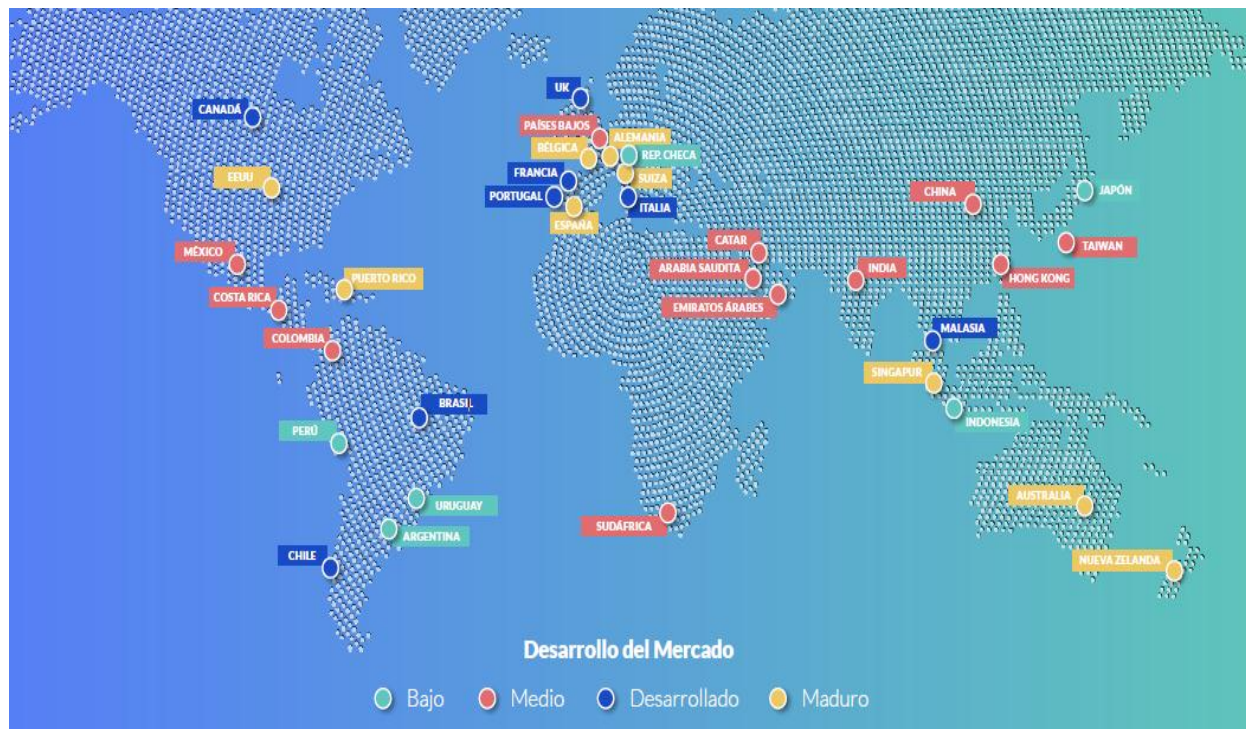 UK
CANADÁ
PAÍSES BAJOS
ALEMANIA
BÉLGICA
REP. CHECA
FRANCIA
EEUU
SUIZA
PORTUGAL
ITALIA
CHINA
JAPÓN
ESPAÑA
CATAR
TAIWAN
MÉXICO
ARABIA SAUDITA
INDIA
HONG KONG
PUERTO RICO
COSTA RICA
EMIRATOS ÁRABES
MALASIA
COLOMBIA
SINGAPUR
BRASIL
INDONESIA
PERÚ
AUSTRALIA
URUGUAY
SUDÁFRICA
ARGENTINA
CHILE
NUEVA ZELANDA
Desarrollo del Mercado
Bajo
Medio
Desarrollado
Maduro